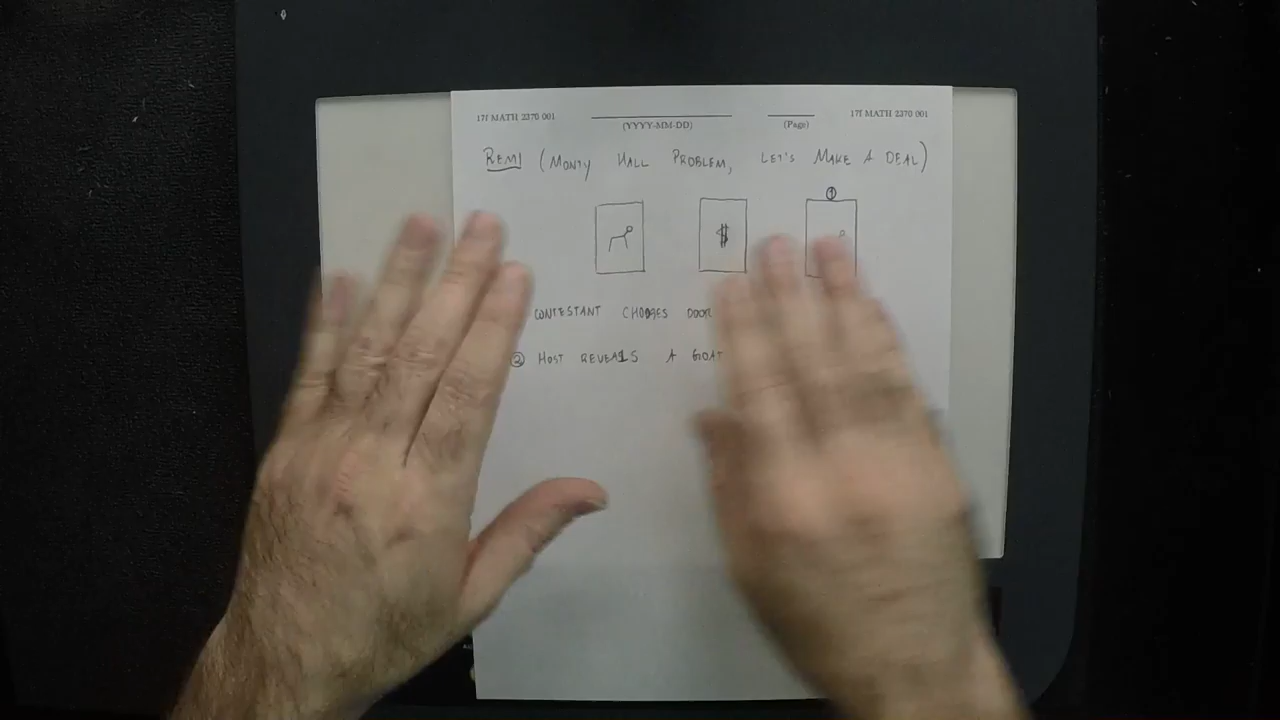 17f MATH 2370 001 (YYYY-MM-DD) (Page) 17f MATH 2370 001
REM! (MONTY HALL PROBLEM, LET'S MAKE A DEAL)
①
$
CONTESTANT CHOOSES DOOR
② HOST REVEALS A GOAT